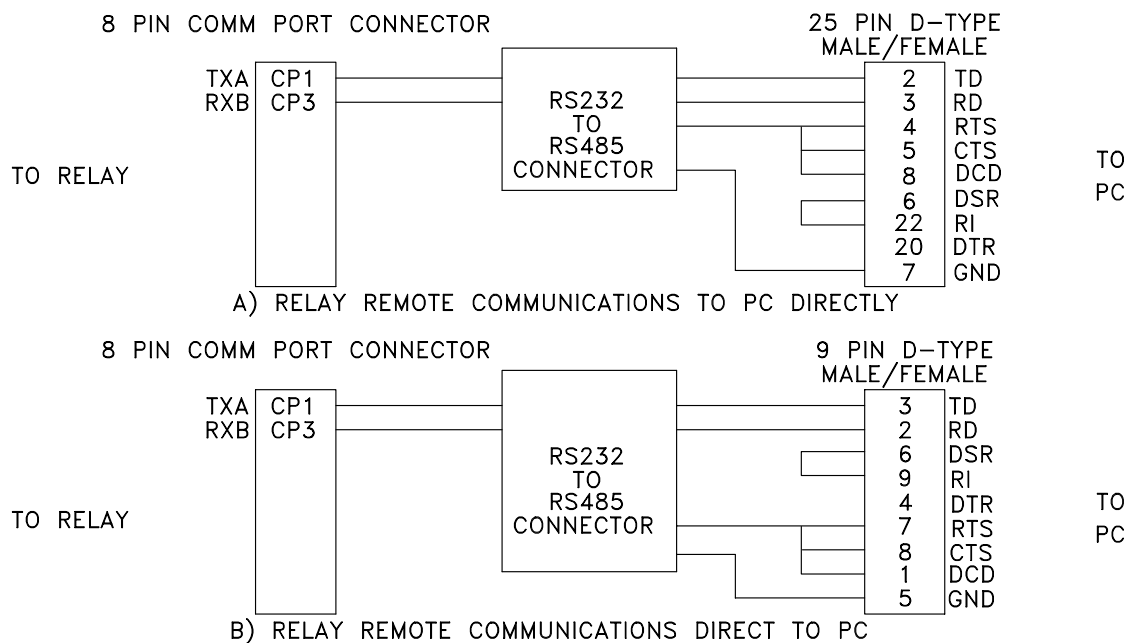 8 PIN COMM PORT CONNECTOR
25 PIN D-TYPE
MALE/FEMALE
TXA CP1
RXB CP3
TO RELAY
RS232
TO
RS485
CONNECTOR
2 TD
3 RD
4 RTS
5 CTS
8 DCD
6 DSR
22 RI
20 DTR
7 GND
TO
PC
A) RELAY REMOTE COMMUNICATIONS TO PC DIRECTLY
8 PIN COMM PORT CONNECTOR
9 PIN D-TYPE
MALE/FEMALE
TXA CP1
RXB CP3
TO RELAY
RS232
TO
RS485
CONNECTOR
3 TD
2 RD
6 DSR
9 RI
4 DTR
7 RTS
8 CTS
1 DCD
5 GND
TO
PC
B) RELAY REMOTE COMMUNICATIONS DIRECT TO PC